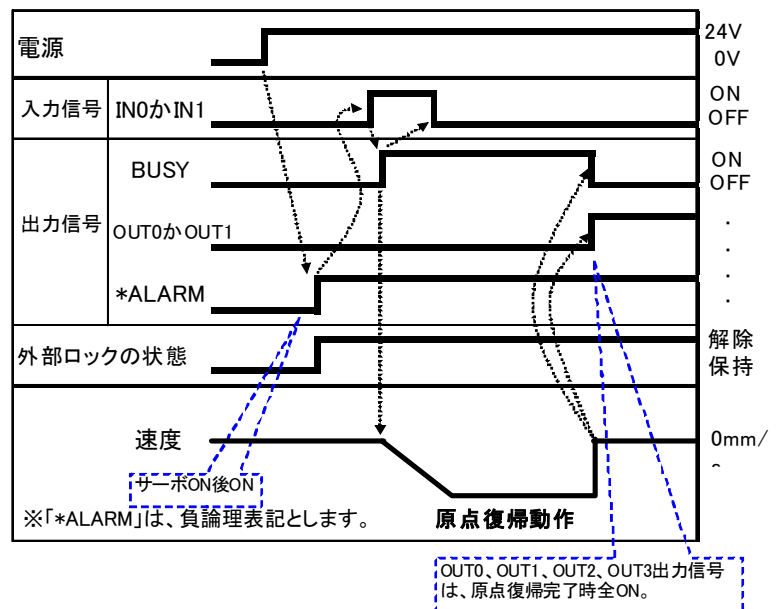 電源
24V
0V
入力信号
IN0かIN1
ON
OFF
出力信号
BUSY
ON
OFF
OUT0かOUT1
.
.
*ALARM
.
.
外部ロックの状態
解除
保持
速度
0mm/
サーボON後ON
※「*ALARM」は、負論理表記とします。
原点復帰動作
OUT0、OUT1、OUT2、OUT3出力信号
は、原点復帰完了時全ON。